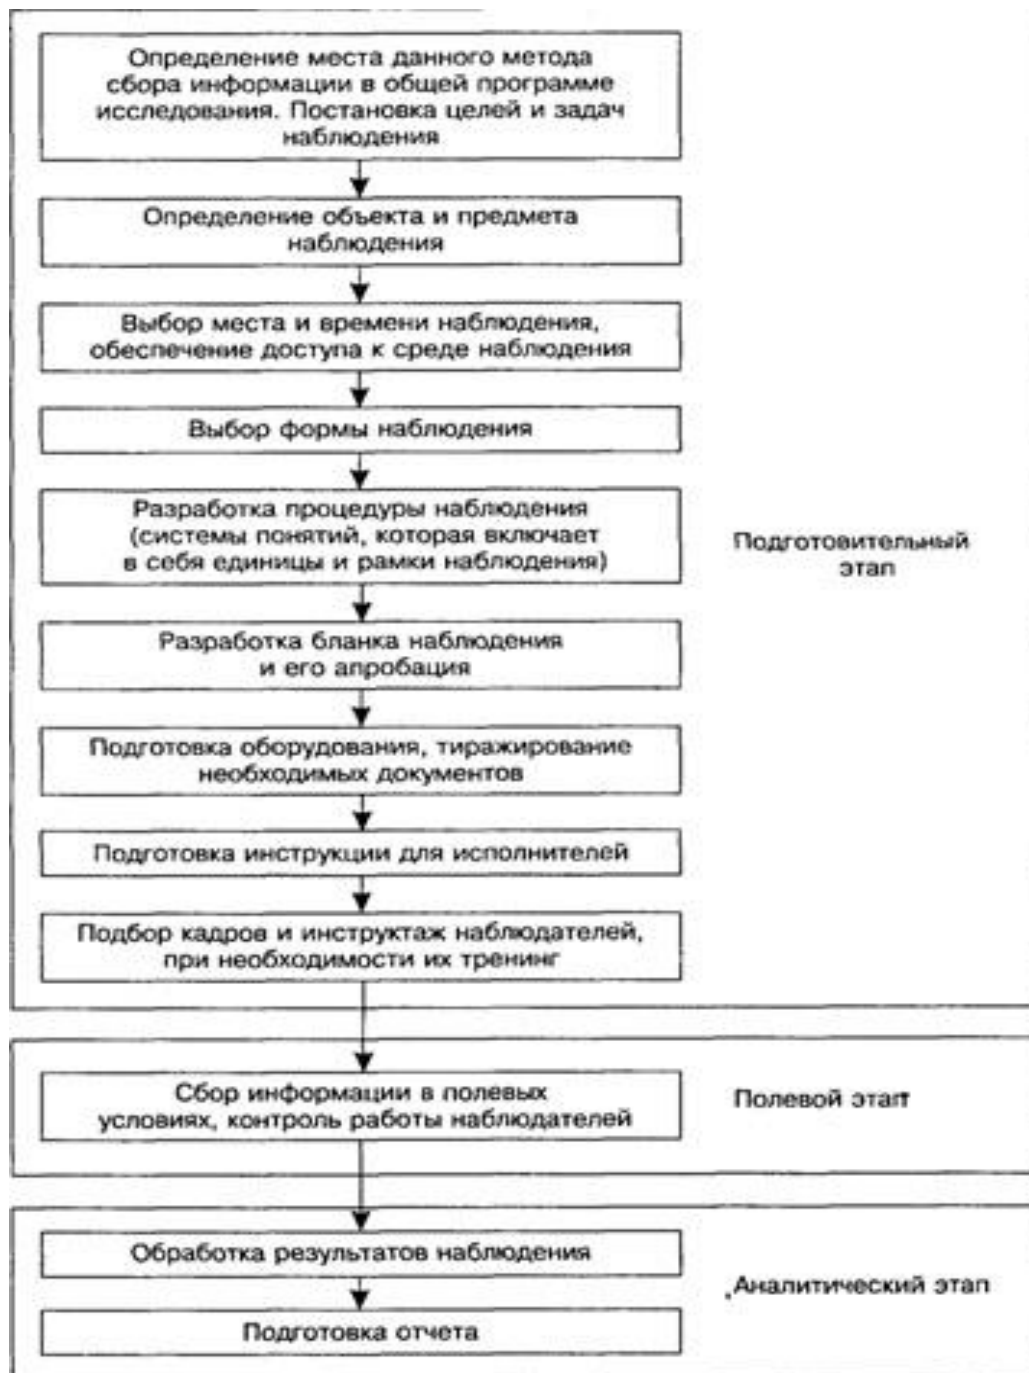 Определение места данного метода
сбора информации в общей программе
исследования. Постановка целей и задач
наблюдения
Определение объекта и предмета
наблюдения
Выбор места и времени наблюдения,
обеспечение доступа к среде наблюдения
Выбор формы наблюдения
Разработка процедуры наблюдения
(системы понятий, которая включает
в себя единицы и рамки наблюдения)
Подготовительный
этап
Разработка бланка наблюдения
и его апробация
Подготовка оборудования, тиражирование
необходимых документов
Подготовка инструкции для исполнителей
Подбор кадров и инструктаж наблюдателей,
при необходимости их тренинг
Сбор информации в полевых
условиях, контроль работы наблюдателей
Полевой этап
Обработка результатов наблюдения
Аналитический этап
Подготовка отчета